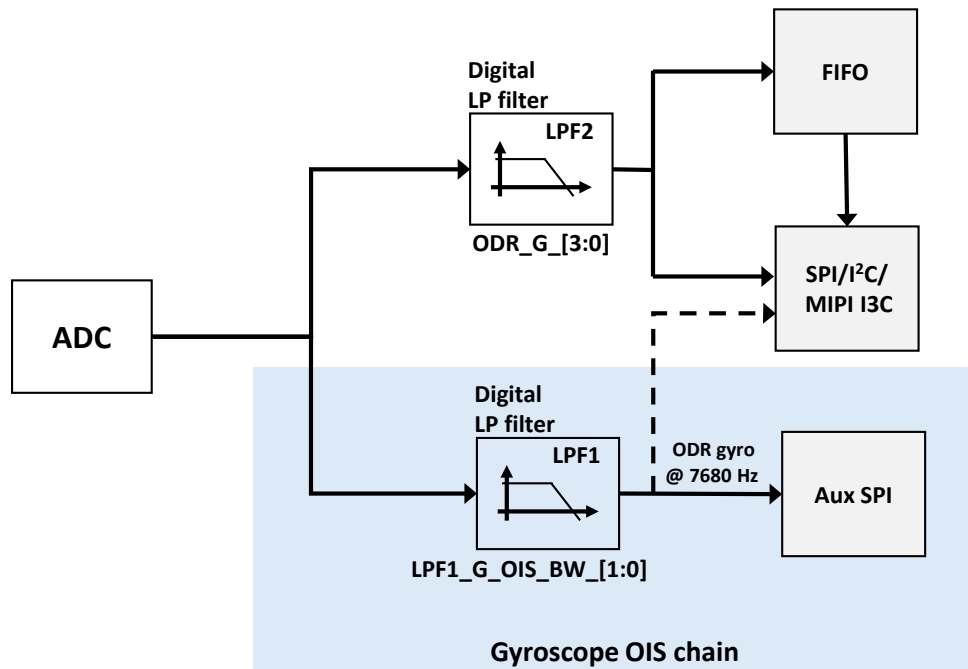 FIFO
Digital
LP filter
LPF2
ODR_G_[3:0]
SPI/I²C/
MIPI I3C
ADC
Digital
LP filter
LPF1
ODR gyro
@ 7680 Hz
Aux SPI
LPF1_G_OIS_BW_[1:0]
Gyroscope OIS chain